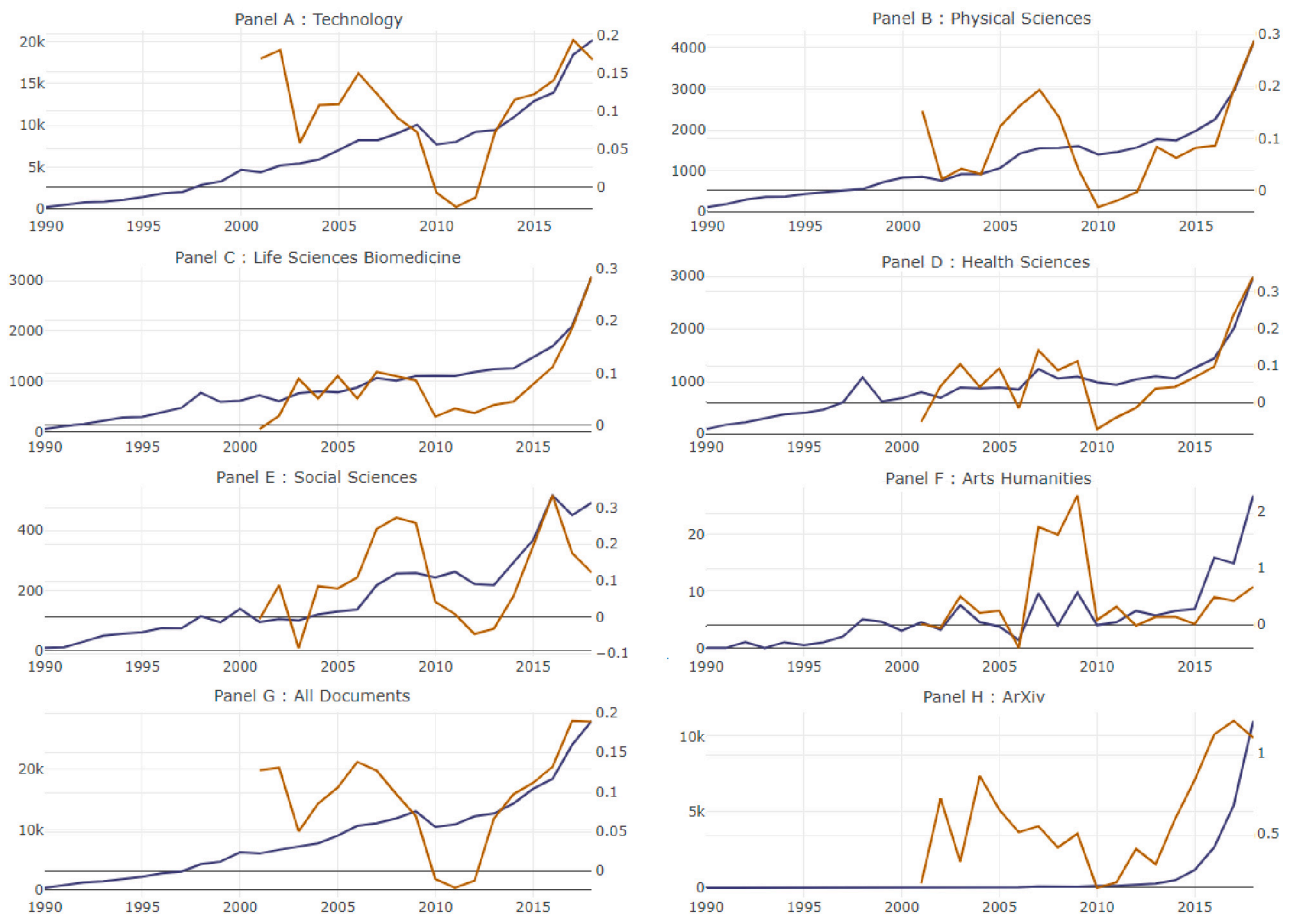 Panel A : Technology
20k
15k
10k
5k
0
0.2
0.15
0.1
0.05
0
1990 1995 2000 2005 2010 2015
Panel B : Physical Sciences
4000
3000
2000
1000
0
0.3
0.2
0.1
0
1990 1995 2000 2005 2010 2015
Panel C : Life Sciences Biomedicine
3000
2000
1000
0
0.3
0.2
0.1
0
1990 1995 2000 2005 2010 2015
Panel D : Health Sciences
3000
2000
1000
0
0.3
0.2
0.1
0
1990 1995 2000 2005 2010 2015
Panel E : Social Sciences
400
200
0
0.3
0.2
0.1
0
−0.1
1990 1995 2000 2005 2010 2015
Panel F : Arts Humanities
20
10
0
2
1
0
1990 1995 2000 2005 2010 2015
Panel G : All Documents
20k
10k
0
0.2
0.15
0.1
0.05
0
1990 1995 2000 2005 2010 2015
Panel H : ArXiv
10k
5k
0
1
0.5
1990 1995 2000 2005 2010 2015